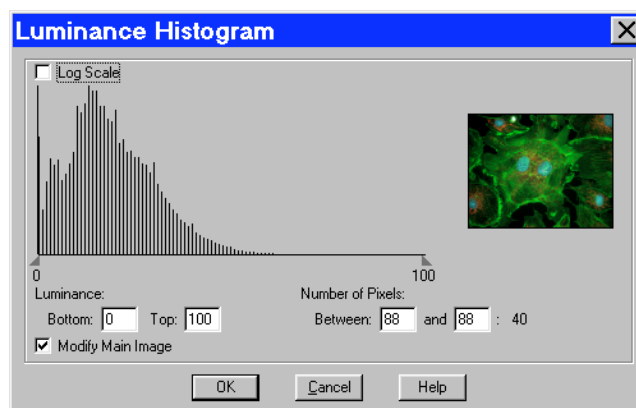 Luminance Histogram
Log Scale
0 100
Luminance: Number of Pixels:
Bottom: 0 Top: 100 Between: 88 and 88 : 40
Modify Main Image
OK Cancel Help